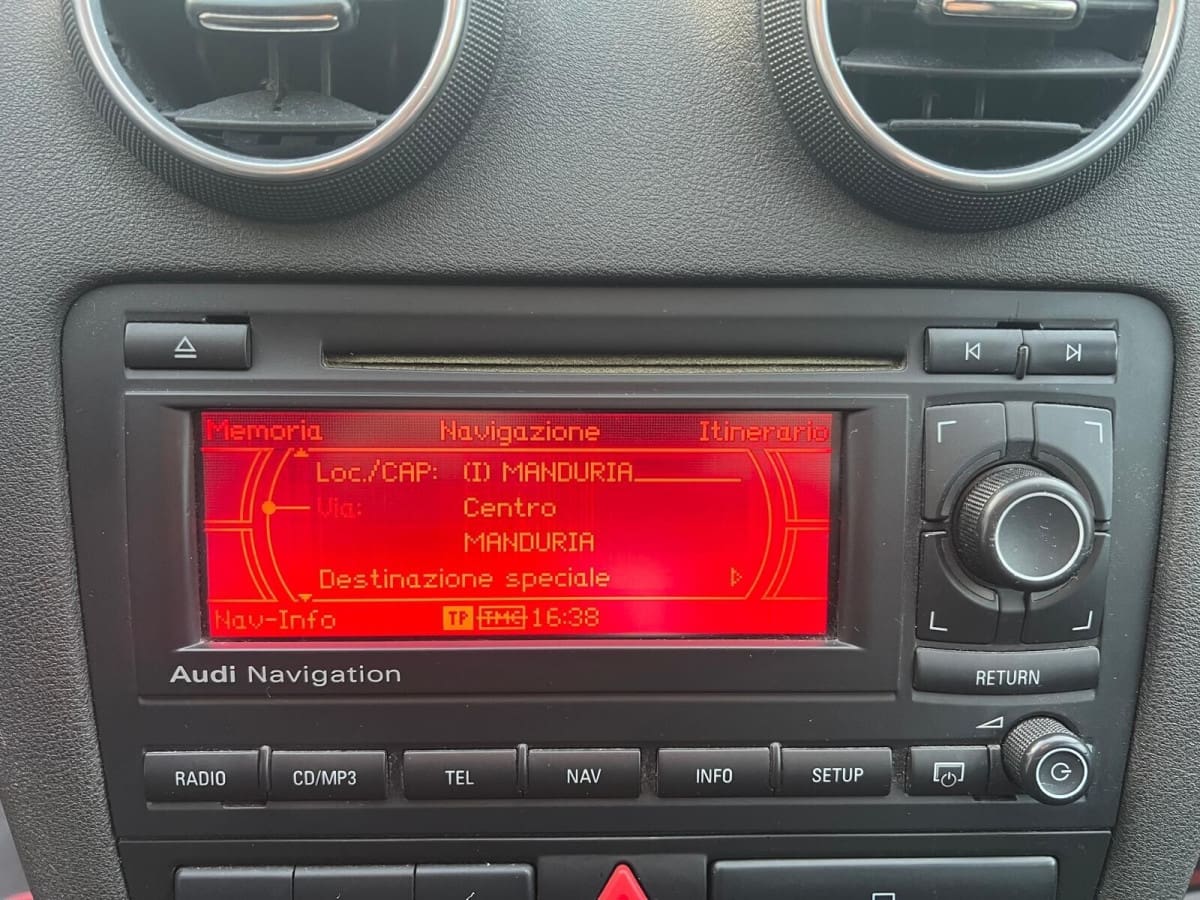 Memoria Navigazione Itinerario
Loc./CAP: (I) MANDURIA
Via: Centro
MANDURIA
Destinazione speciale
Nav-Info TP TMC 16:38
Audi Navigation
RETURN
RADIO CD/MP3 TEL NAV INFO SETUP